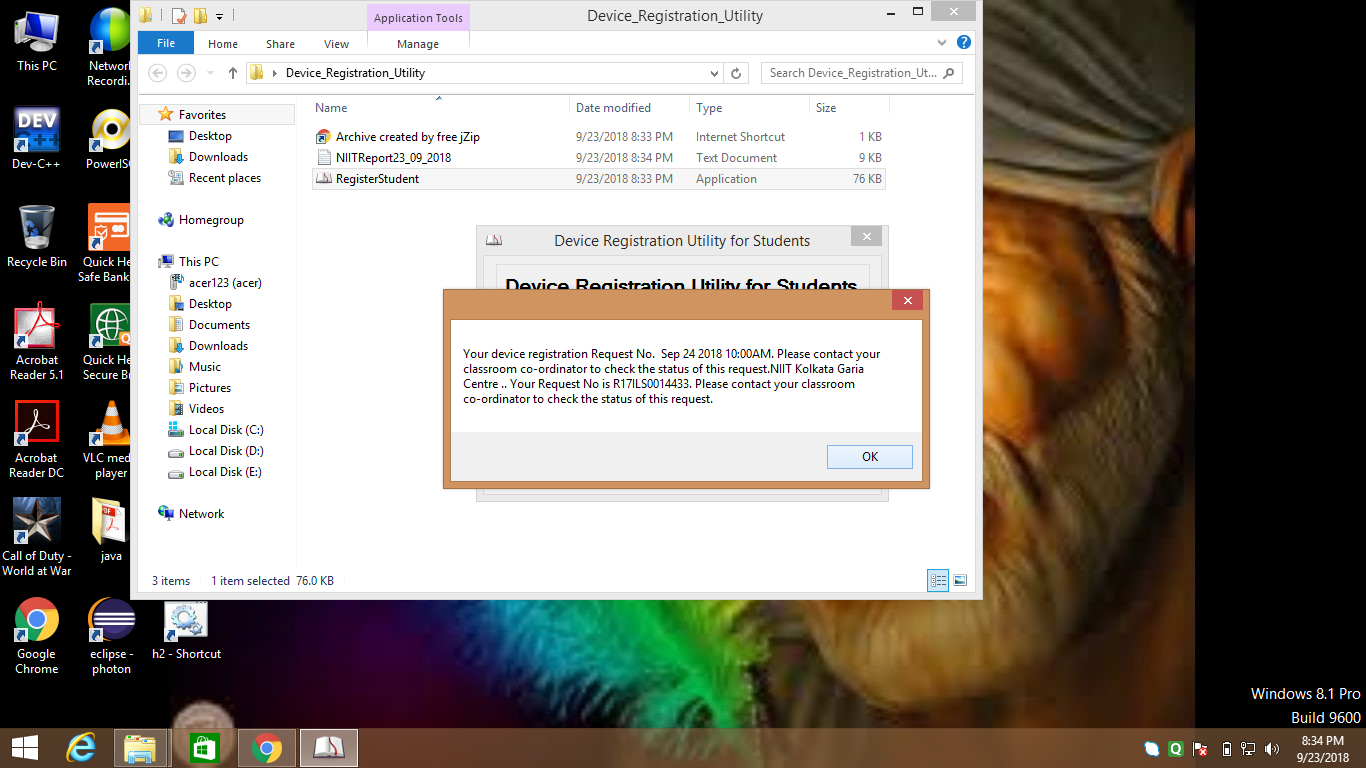 This PC
Network
Recordi...
Dev-C++
PowerIS
Recycle Bin
Quick He
Safe Bank
Acrobat
Reader 5.1
Quick He
Secure B
Acrobat
Reader DC
VLC med
player
Call of Duty -
World at War
java
Google
Chrome
eclipse -
photon
h2 - Shortcut
Application Tools
Device_Registration_Utility
File
Home
Share
View
Manage
Device_Registration_Utility
Search Device_Registration_Ut...
Favorites
Desktop
Downloads
Recent places
Homegroup
This PC
acer123 (acer)
Desktop
Documents
Downloads
Music
Pictures
Videos
Local Disk (C:)
Local Disk (D:)
Local Disk (E:)
Network
Name Date modified Type Size
Archive created by free jZip 9/23/2018 8:33 PM Internet Shortcut 1 KB
NIITReport23_09_2018 9/23/2018 8:34 PM Text Document 9 KB
RegisterStudent 9/23/2018 8:33 PM Application 76 KB
Device Registration Utility for Students
Device Registration Utility for Students
Your device registration Request No.  Sep 24 2018 10:00AM. Please contact your
classroom co-ordinator to check the status of this request.NIIT Kolkata Garia
Centre .. Your Request No is R17ILS0014433. Please contact your classroom
co-ordinator to check the status of this request.
OK
3 items 1 item selected 76.0 KB
Windows 8.1 Pro
Build 9600
8:34 PM
9/23/2018